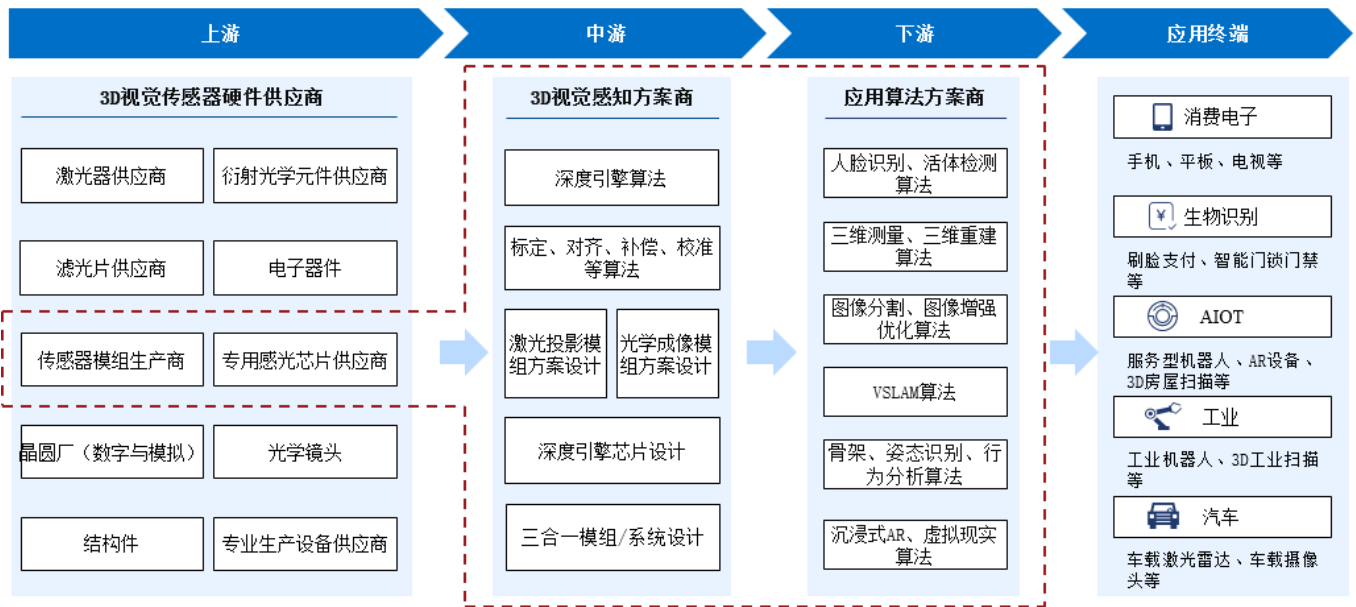 上游
中游
下游
应用终端
3D视觉传感器硬件供应商
激光器供应商
衍射光学元件供应商
滤光片供应商
电子器件
传感器模组生产商
专用感光芯片供应商
晶圆厂（数字与模拟）
光学镜头
结构件
专业生产设备供应商
3D视觉感知方案商
深度引擎算法
标定、对齐、补偿、校准
等算法
激光投影模
组方案设计
光学成像模
组方案设计
深度引擎芯片设计
三合一模组/系统设计
应用算法方案商
人脸识别、活体检测
算法
三维测量、三维重建
算法
图像分割、图像增强
优化算法
VSLAM算法
骨架、姿态识别、行
为分析算法
沉浸式AR、虚拟现实
算法
消费电子
手机、平板、电视等
¥
生物识别
刷脸支付、智能门锁门禁
等
AIOT
服务型机器人、AR设备、
3D房屋扫描等
工业
工业机器人、3D工业扫描
等
汽车
车载激光雷达、车载摄像
头等